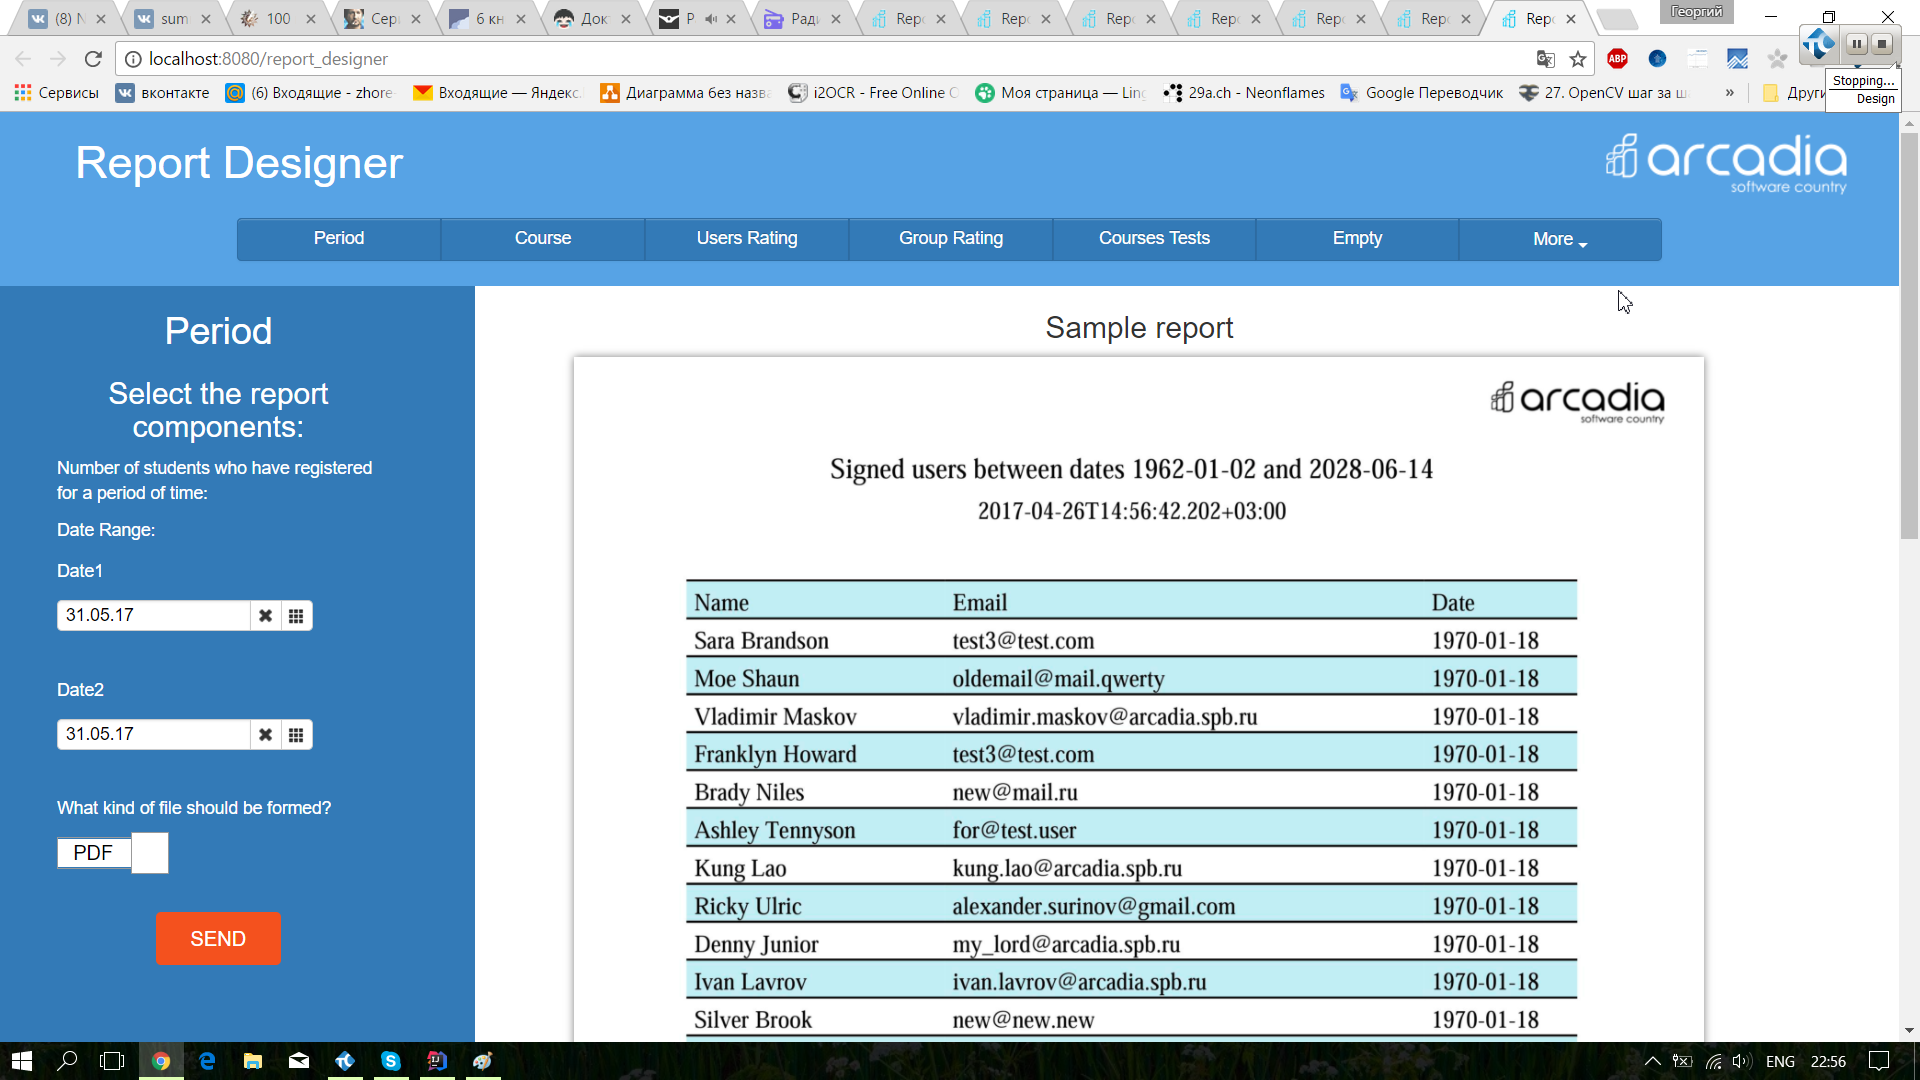 (8) N
sum
100
Сер
6 кн
Док
P
Ради
Repo
Repo
Repo
Repo
Repo
Repo
Repo
Георгий
localhost:8080/report_designer
ABP
Сервисы
вконтакте
(6) Входящие - zhore
Входящие — Яндекс.
Диаграмма без назва
i2OCR - Free Online
Моя страница — Lin
29a.ch - Neonflames
Google Переводчик
27. OpenCV шаг за ш
»
Други
Stopping...
Design
Report Designer
arcadia
software country
Period
Course
Users Rating
Group Rating
Courses Tests
Empty
More
Period
Select the report
components:
Number of students who have registered
for a period of time:
Date Range:
Date1
31.05.17
Date2
31.05.17
What kind of file should be formed?
PDF
SEND
Sample report
arcadia
software country
Signed users between dates 1962-01-02 and 2028-06-14
2017-04-26T14:56:42.202+03:00
Name Email Date
Sara Brandson test3@test.com 1970-01-18
Moe Shaun oldemail@mail.qwerty 1970-01-18
Vladimir Maskov vladimir.maskov@arcadia.spb.ru 1970-01-18
Franklyn Howard test3@test.com 1970-01-18
Brady Niles new@mail.ru 1970-01-18
Ashley Tennyson for@test.user 1970-01-18
Kung Lao kung.lao@arcadia.spb.ru 1970-01-18
Ricky Ulric alexander.surinov@gmail.com 1970-01-18
Denny Junior my_lord@arcadia.spb.ru 1970-01-18
Ivan Lavrov ivan.lavrov@arcadia.spb.ru 1970-01-18
Silver Brook new@new.new 1970-01-18
ENG
22:56